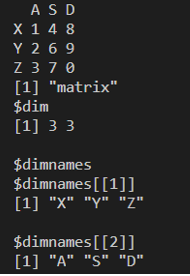 A S D
X 1 4 8
Y 2 6 9
Z 3 7 0
[1] "matrix"
$dim
[1] 3 3

$dimnames
$dimnames[[1]]
[1] "X" "Y" "Z"

$dimnames[[2]]
[1] "A" "S" "D"